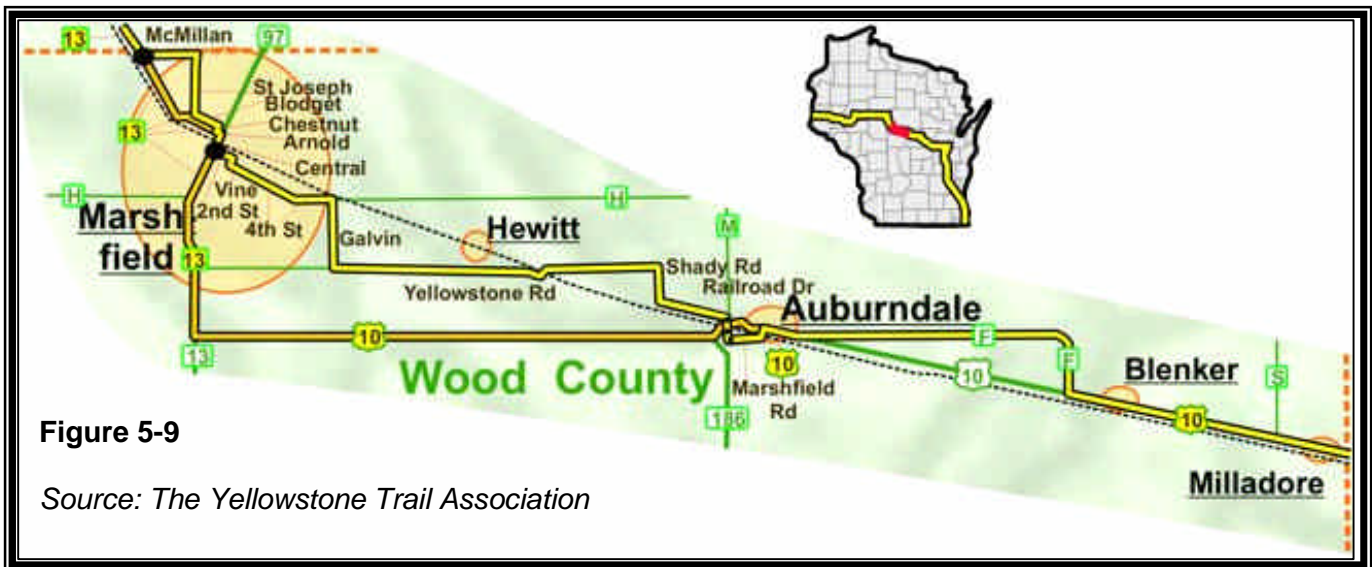 13
McMillan
97
St Joseph
Blodget
13
Chestnut
Arnold
Central
H
Vine
H
2nd St
M
Marsh
field
4th St
Galvin
Hewitt
13
Shady Rd
Railroad Dr
Yellowstone Rd
Auburndale
10
F
13
10
F
Wood County
10
Blenker
S
Marshfield
Rd
186
10
Figure 5-9
Milladore
Source: The Yellowstone Trail Association